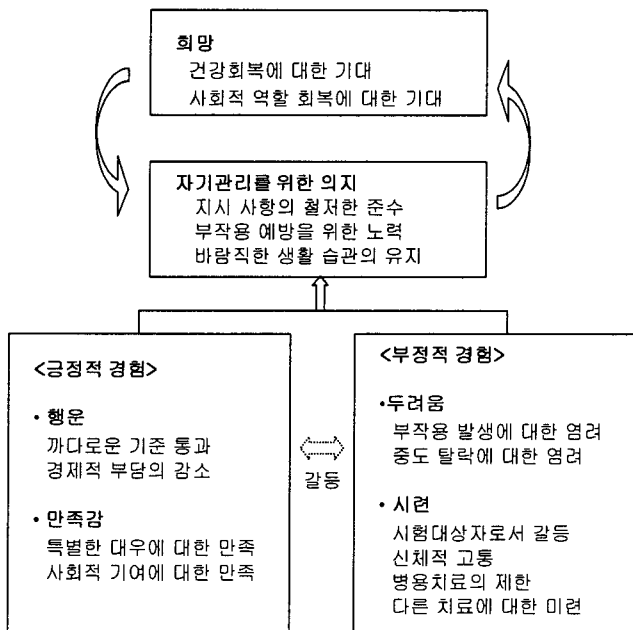 희망
건강회복에 대한 기대
사회적 역할 회복에 대한 기대
자기관리를 위한 의지
지시 사항의 철저한 준수
부작용 예방을 위한 노력
바람직한 생활 습관의 유지
<긍정적 경험>
• 행운
까다로운 기준 통과
경제적 부담의 감소
• 만족감
특별한 대우에 대한 만족
사회적 기여에 대한 만족
갈등
<부정적 경험>
•두려움
부작용 발생에 대한 염려
중도 탈락에 대한 염려
• 시련
시험대상자로서 갈등
신체적 고통
병용치료의 제한
다른 치료에 대한 미련